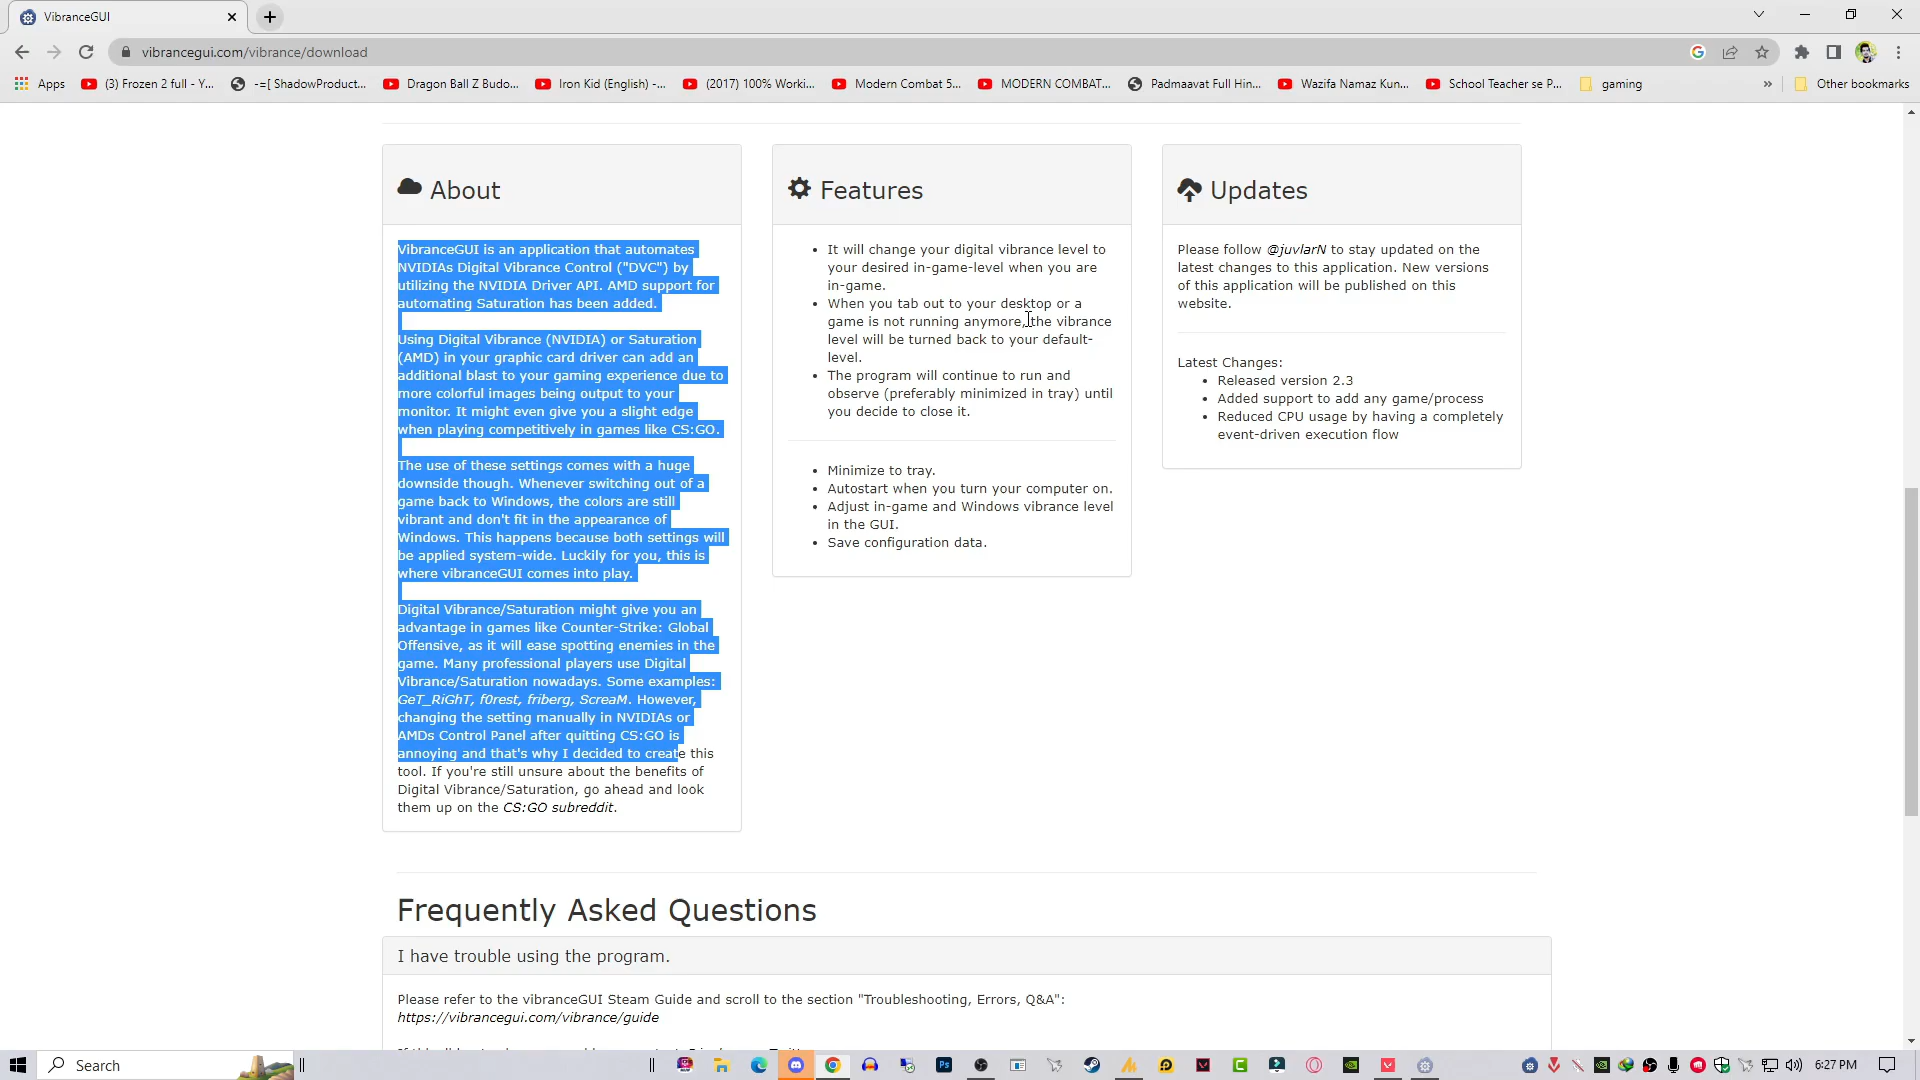 VibranceGUI
vibrancegui.com/vibrance/download
Apps
(3) Frozen 2 full - Y...
-=[ ShadowProduct...
Dragon Ball Z Budo...
Iron Kid (English) -...
(2017) 100% Worki...
Modern Combat 5...
MODERN COMBAT...
Padmaavat Full Hin...
Wazifa Namaz Kun...
School Teacher se P...
gaming
»
Other bookmarks
About
VibranceGUI is an application that automates
NVIDIAs Digital Vibrance Control ("DVC") by
utilizing the NVIDIA Driver API. AMD support for
automating Saturation has been added.
Using Digital Vibrance (NVIDIA) or Saturation
(AMD) in your graphic card driver can add an
additional blast to your gaming experience due to
more colorful images being output to your
monitor. It might even give you a slight edge
when playing competitively in games like CS:GO.
The use of these settings comes with a huge
downside though. Whenever switching out of a
game back to Windows, the colors are still
vibrant and don't fit in the appearance of
Windows. This happens because both settings will
be applied system-wide. Luckily for you, this is
where vibranceGUI comes into play.
Digital Vibrance/Saturation might give you an
advantage in games like Counter-Strike: Global
Offensive, as it will ease spotting enemies in the
game. Many professional players use Digital
Vibrance/Saturation nowadays. Some examples:
GeT_RiGhT, f0rest, friberg, ScreaM. However,
changing the setting manually in NVIDIAs or
AMDs Control Panel after quitting CS:GO is
annoying and that's why I decided to create this
tool. If you're still unsure about the benefits of
Digital Vibrance/Saturation, go ahead and look
them up on the CS:GO subreddit.
Features
It will change your digital vibrance level to
your desired in-game-level when you are
in-game.
When you tab out to your desktop or a
game is not running anymore, the vibrance
level will be turned back to your default-
level.
The program will continue to run and
observe (preferably minimized in tray) until
you decide to close it.
Minimize to tray.
Autostart when you turn your computer on.
Adjust in-game and Windows vibrance level
in the GUI.
Save configuration data.
Updates
Please follow @juvlarN to stay updated on the
latest changes to this application. New versions
of this application will be published on this
website.
Latest Changes:
Released version 2.3
Added support to add any game/process
Reduced CPU usage by having a completely
event-driven execution flow
Frequently Asked Questions
I have trouble using the program.
Please refer to the vibranceGUI Steam Guide and scroll to the section "Troubleshooting, Errors, Q&A":
https://vibrancegui.com/vibrance/guide
Search
Ps
6:27 PM